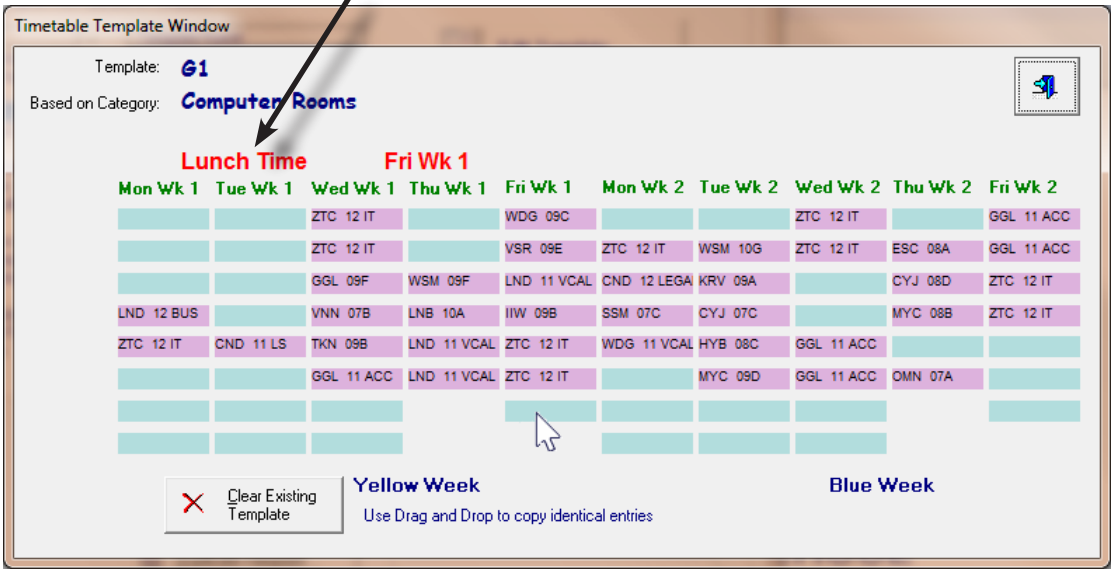 Timetable Template Window
Template: G1
Based on Category: Computer Rooms
Lunch Time Fri Wk 1
Mon Wk 1 Tue Wk 1 Wed Wk 1 Thu Wk 1 Fri Wk 1 Mon Wk 2 Tue Wk 2 Wed Wk 2 Thu Wk 2 Fri Wk 2
ZTC 12 IT WDG 09C ZTC 12 IT GGL 11 ACC
ZTC 12 IT VSR 09E ZTC 12 IT WSM 10G ZTC 12 IT ESC 08A GGL 11 ACC
GGL 09F WSM 09F LND 11 VCAL CND 12 LEGA KRV 09A CYJ 08D ZTC 12 IT
LND 12 BUS VNN 07B LNB 10A IIW 09B SSM 07C CYJ 07C MYC 08B ZTC 12 IT
ZTC 12 IT CND 11 LS TKN 09B LND 11 VCAL ZTC 12 IT WDG 11 VCAL HYB 08C GGL 11 ACC
GGL 11 ACC LND 11 VCAL ZTC 12 IT MYC 09D GGL 11 ACC OMN 07A
Clear Existing
Template
Yellow Week Blue Week
Use Drag and Drop to copy identical entries